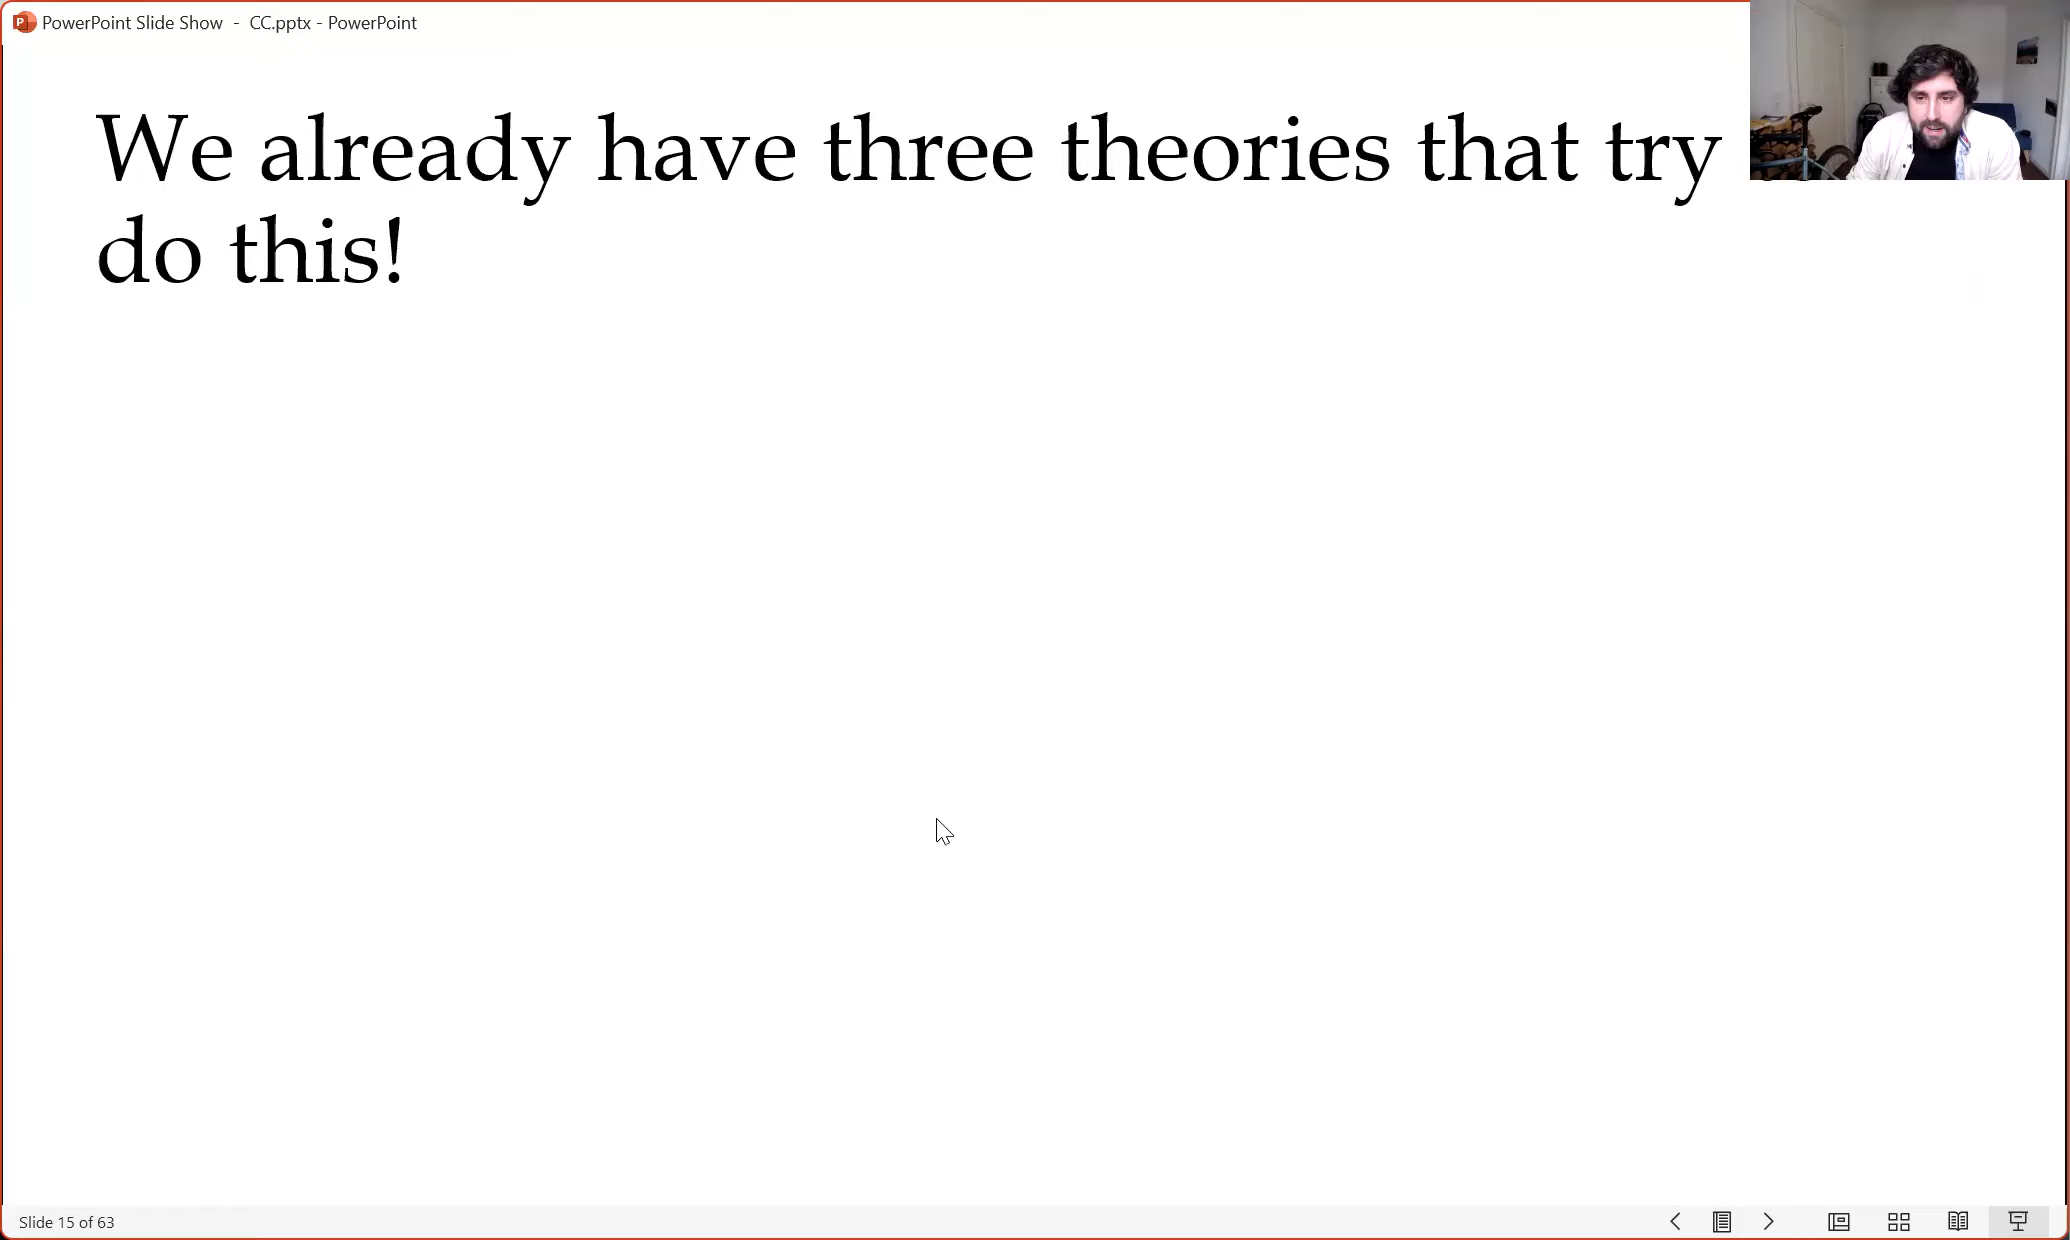 PowerPoint Slide Show - CC.pptx - PowerPoint
We already have three theories that try
do this!
Slide 15 of 63